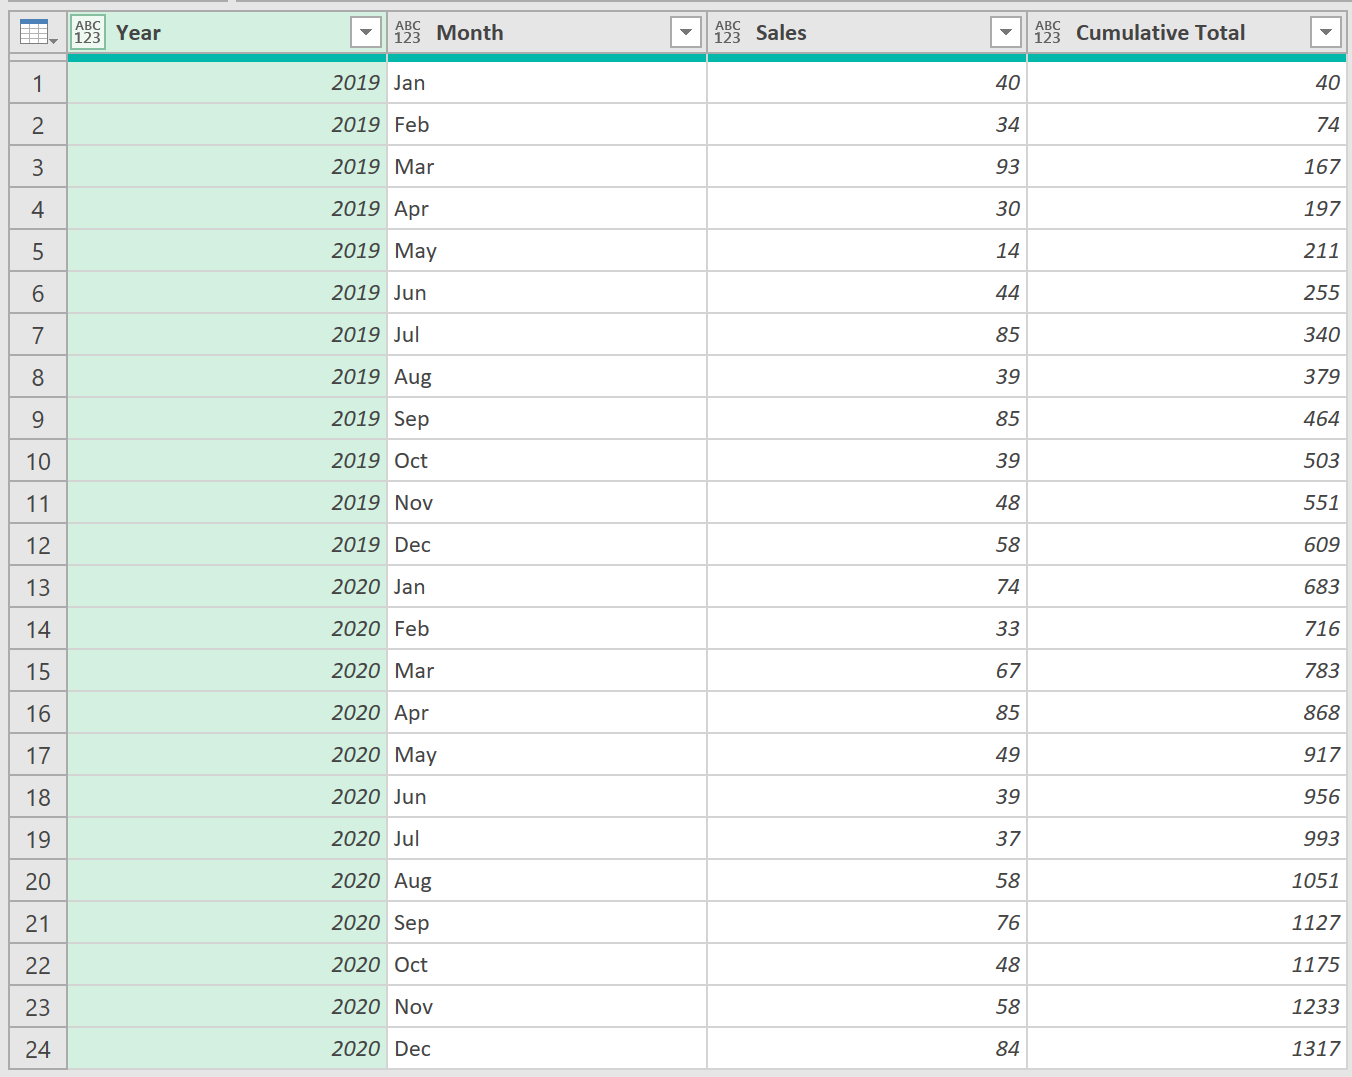 ABC 123 Year ABC 123 Month ABC 123 Sales ABC 123 Cumulative Total
1 2019 Jan 40 40
2 2019 Feb 34 74
3 2019 Mar 93 167
4 2019 Apr 30 197
5 2019 May 14 211
6 2019 Jun 44 255
7 2019 Jul 85 340
8 2019 Aug 39 379
9 2019 Sep 85 464
10 2019 Oct 39 503
11 2019 Nov 48 551
12 2019 Dec 58 609
13 2020 Jan 74 683
14 2020 Feb 33 716
15 2020 Mar 67 783
16 2020 Apr 85 868
17 2020 May 49 917
18 2020 Jun 39 956
19 2020 Jul 37 993
20 2020 Aug 58 1051
21 2020 Sep 76 1127
22 2020 Oct 48 1175
23 2020 Nov 58 1233
24 2020 Dec 84 1317